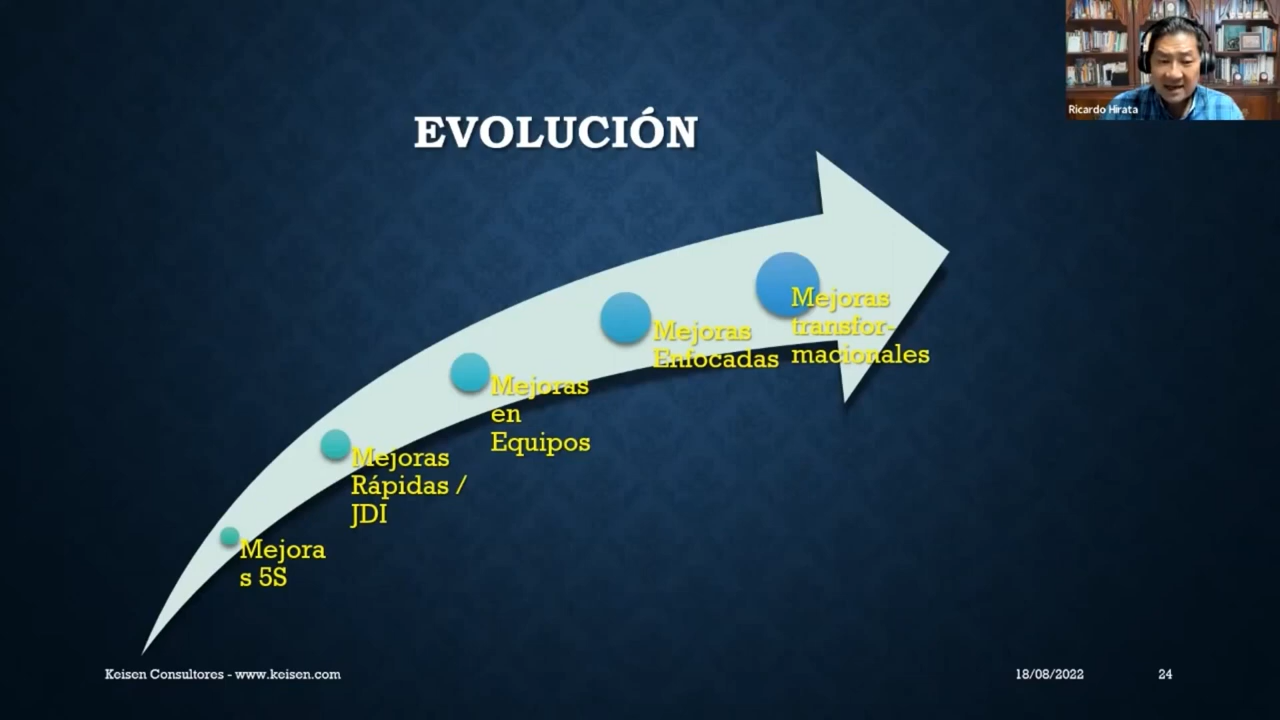 Ricardo Hirata
EVOLUCIÓN
Mejoras
transfor-
macionales
Mejoras
Enfocadas
Mejoras
en
Equipos
Mejoras
Rápidas /
JDI
Mejora
s 5S
Keisen Consultores - www.keisen.com
18/08/2022
24